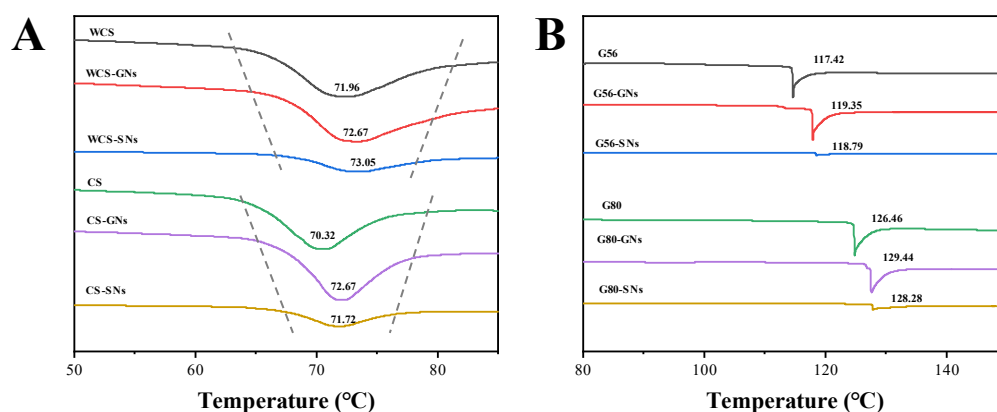 A
WCS
71.96
WCS-GNs
72.67
WCS-SNs
73.05
CS
70.32
CS-GNs
72.67
CS-SNs
71.72
50 60 70 80
Temperature (°C)
B
G56
117.42
G56-GNs
119.35
G56-SNs
118.79
G80
126.46
G80-GNs
129.44
G80-SNs
128.28
80 100 120 140
Temperature (°C)